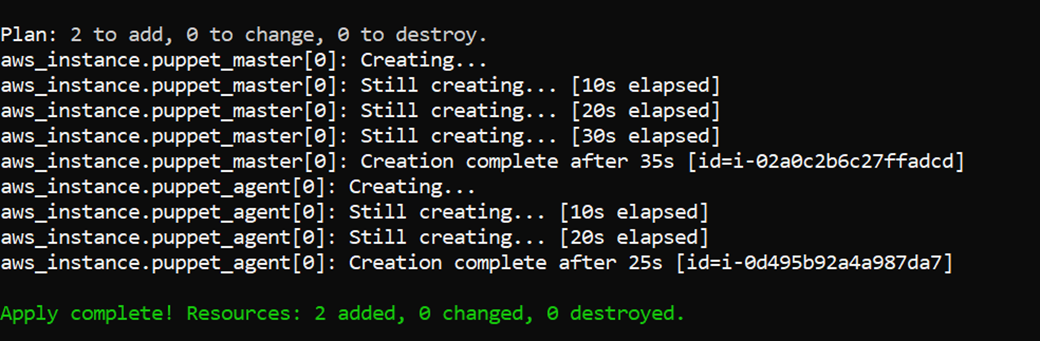 Plan: 2 to add, 0 to change, 0 to destroy.
aws_instance.puppet_master[0]: Creating...
aws_instance.puppet_master[0]: Still creating... [10s elapsed]
aws_instance.puppet_master[0]: Still creating... [20s elapsed]
aws_instance.puppet_master[0]: Still creating... [30s elapsed]
aws_instance.puppet_master[0]: Creation complete after 35s [id=i-02a0c2b6c27ffadcd]
aws_instance.puppet_agent[0]: Creating...
aws_instance.puppet_agent[0]: Still creating... [10s elapsed]
aws_instance.puppet_agent[0]: Still creating... [20s elapsed]
aws_instance.puppet_agent[0]: Creation complete after 25s [id=i-0d495b92a4a987da7]
Apply complete! Resources: 2 added, 0 changed, 0 destroyed.